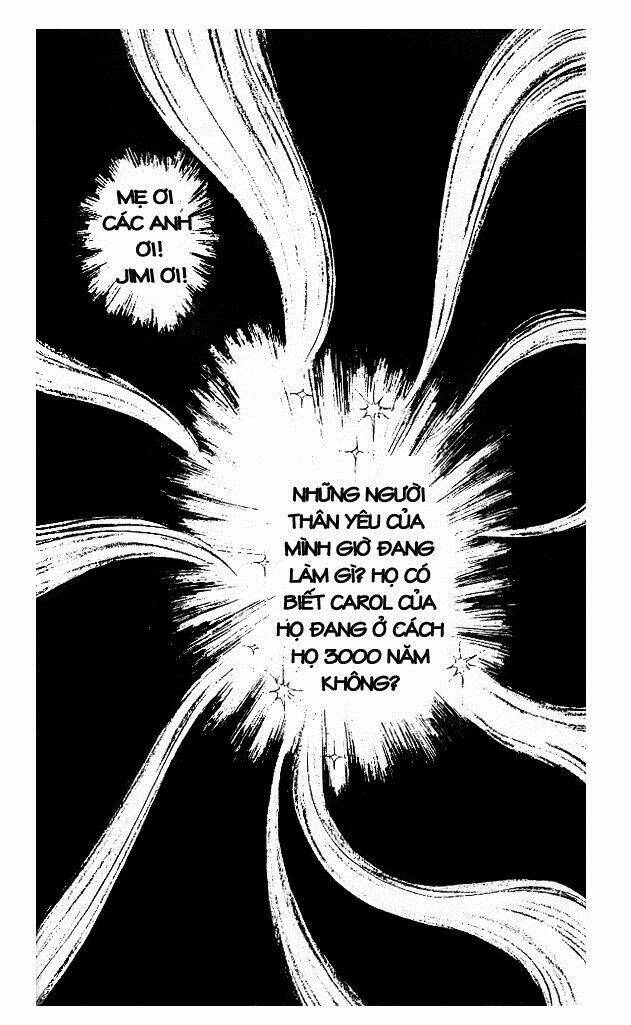 MẸ ƠI
CÁC ANH
ƠI!
JIMI ƠI!
NHỮNG NGƯỜI
THÂN YÊU CỦA
MÌNH GIỜ ĐANG
LÀM GÌ? HỌ CÓ
BIẾT CAROL CỦA
HỌ ĐANG Ở CÁCH
HỌ 3000 NĂM
KHÔNG?